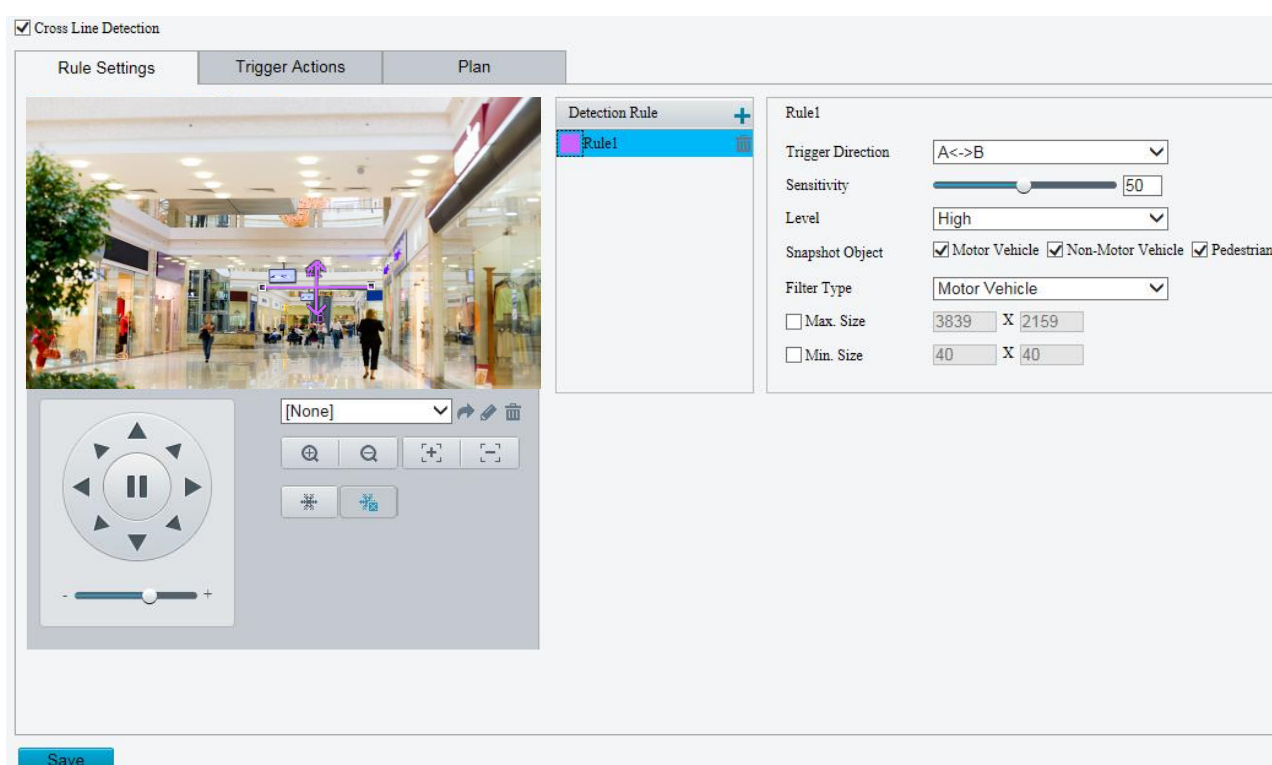 Cross Line Detection
Rule Settings Trigger Actions Plan
Detection Rule +
Rule1
Rule1
Trigger Direction A<->B
Sensitivity 50
Level High
Snapshot Object Motor Vehicle Non-Motor Vehicle Pedestrian
Filter Type Motor Vehicle
Max. Size 3839 X 2159
Min. Size 40 X 40
[None]
- +
Save